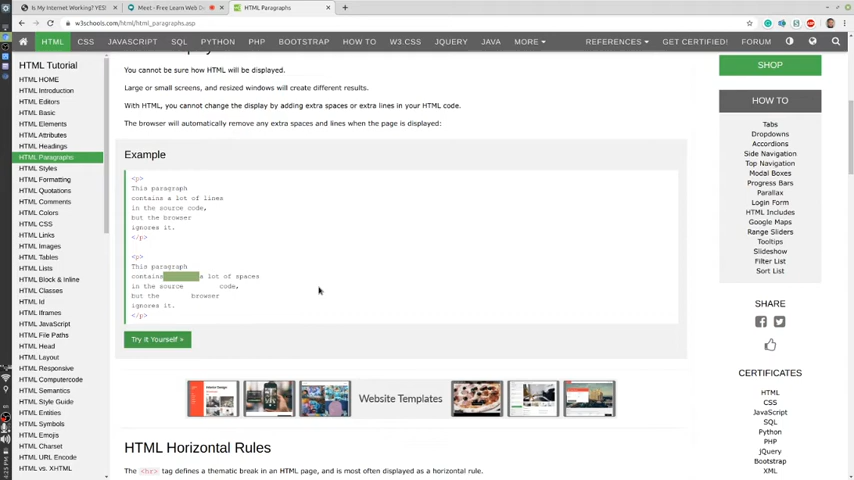 Is My Internet Working? YES!
Meet - Free Learn Web D
HTML Paragraphs
w3schools.com/html/html_paragraphs.asp
HTML CSS JAVASCRIPT SQL PYTHON PHP BOOTSTRAP HOW TO W3.CSS JQUERY JAVA MORE REFERENCES GET CERTIFIED! FORUM
HTML Tutorial
HTML HOME
HTML Introduction
HTML Editors
HTML Basic
HTML Elements
HTML Attributes
HTML Headings
HTML Paragraphs
HTML Styles
HTML Formatting
HTML Quotations
HTML Comments
HTML Colors
HTML CSS
HTML Links
HTML Images
HTML Tables
HTML Lists
HTML Block & Inline
HTML Classes
HTML Id
HTML Iframes
HTML JavaScript
HTML File Paths
HTML Head
HTML Layout
HTML Responsive
HTML Computercode
HTML Semantics
HTML Style Guide
HTML Entities
HTML Symbols
HTML Emojis
HTML Charset
HTML URL Encode
HTML vs. XHTML
You cannot be sure how HTML will be displayed.
Large or small screens, and resized windows will create different results.
With HTML, you cannot change the display by adding extra spaces or extra lines in your HTML code.
The browser will automatically remove any extra spaces and lines when the page is displayed:
Example
<p>
This paragraph
contains a lot of lines
in the source code,
but the browser
ignores it.
</p>
<p>
This paragraph
contains         a lot of spaces
in the source         code,
but the        browser
ignores it.
</p>
Try it Yourself »
Website Templates
HTML Horizontal Rules
The <hr> tag defines a thematic break in an HTML page, and is most often displayed as a horizontal rule.
SHOP
HOW TO
Tabs
Dropdowns
Accordions
Side Navigation
Top Navigation
Modal Boxes
Progress Bars
Parallax
Login Form
HTML Includes
Google Maps
Range Sliders
Tooltips
Slideshow
Filter List
Sort List
SHARE
CERTIFICATES
HTML
CSS
JavaScript
SQL
Python
PHP
jQuery
Bootstrap
XML
4:25 PM